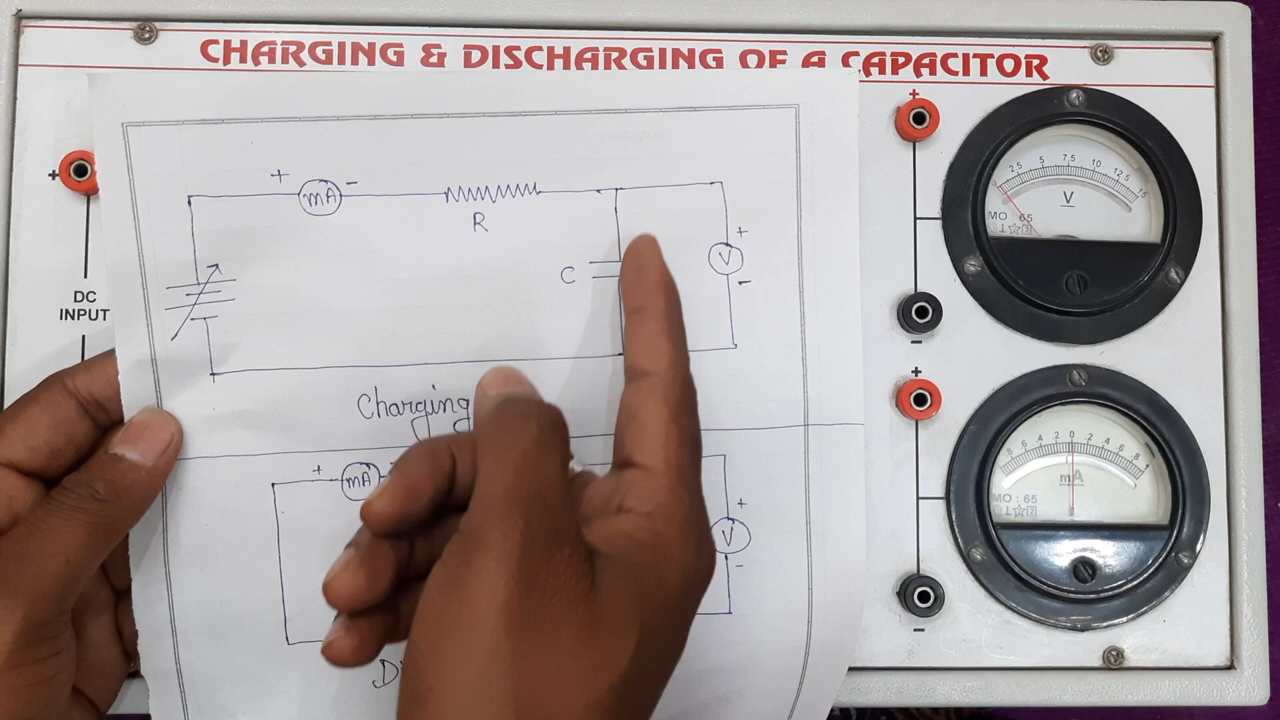 CHARGING & DISCHARGING OF A CAPACITOR
+
DC
INPUT
+ mA -
R
C
+
V
-
Charging
+ mA
+
V
-
D
+
-
2.5 5 7.5 10 12.5 15
V
MO : 65
+
-
.8 .6 .4 .2 0 .2 .4 .6 .8 1
mA
MO : 65